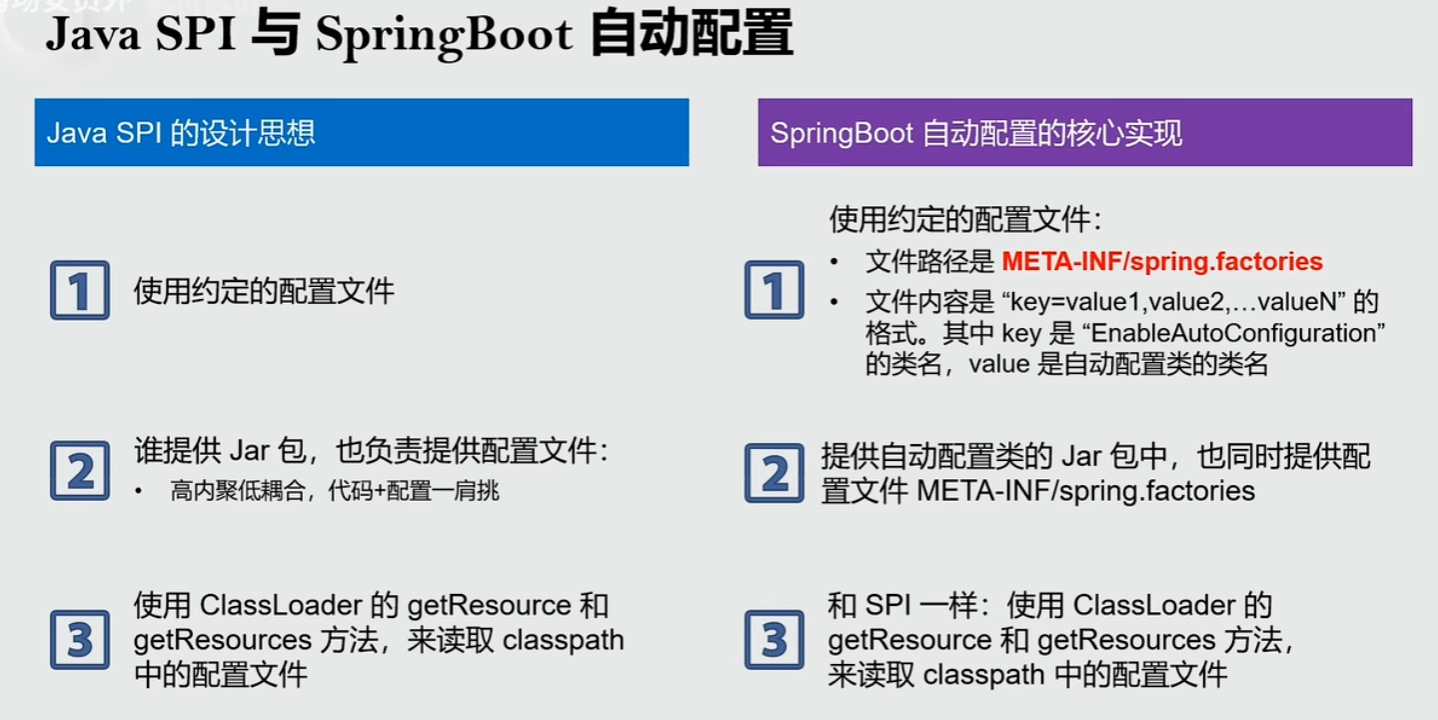 Java SPI 与 SpringBoot 自动配置
Java SPI 的设计思想
1
使用约定的配置文件
2
谁提供 Jar 包，也负责提供配置文件：
• 高内聚低耦合，代码+配置一肩挑
3
使用 ClassLoader 的 getResource 和
getResources 方法，来读取 classpath
中的配置文件
SpringBoot 自动配置的核心实现
1
使用约定的配置文件：
• 文件路径是 META-INF/spring.factories
• 文件内容是 “key=value1,value2,…valueN” 的
格式。其中 key 是 “EnableAutoConfiguration”
的类名，value 是自动配置类的类名
2
提供自动配置类的 Jar 包中，也同时提供配
置文件 META-INF/spring.factories
3
和 SPI 一样：使用 ClassLoader 的
getResource 和 getResources 方法，
来读取 classpath 中的配置文件